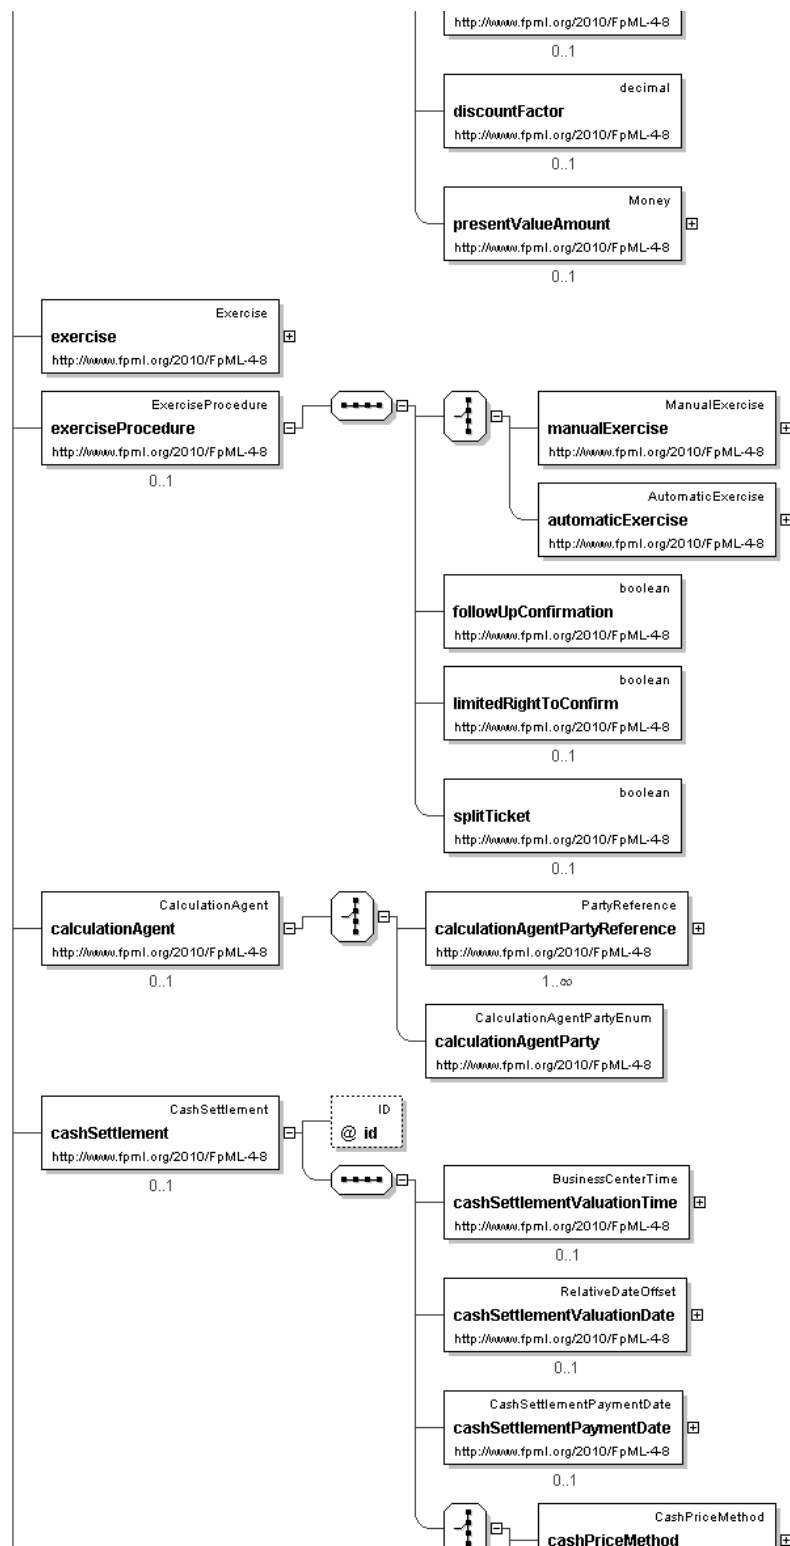 http://www.fpml.org/2010/FpML-4-8
0..1
decimal
discountFactor
http://www.fpml.org/2010/FpML-4-8
0..1
Money
presentValueAmount
http://www.fpml.org/2010/FpML-4-8
0..1
Exercise
exercise
http://www.fpml.org/2010/FpML-4-8
ExerciseProcedure
exerciseProcedure
http://www.fpml.org/2010/FpML-4-8
0..1
ManualExercise
manualExercise
http://www.fpml.org/2010/FpML-4-8
AutomaticExercise
automaticExercise
http://www.fpml.org/2010/FpML-4-8
boolean
followUpConfirmation
http://www.fpml.org/2010/FpML-4-8
boolean
limitedRightToConfirm
http://www.fpml.org/2010/FpML-4-8
0..1
boolean
splitTicket
http://www.fpml.org/2010/FpML-4-8
0..1
CalculationAgent
calculationAgent
http://www.fpml.org/2010/FpML-4-8
0..1
PartyReference
calculationAgentPartyReference
http://www.fpml.org/2010/FpML-4-8
1..∞
CalculationAgentPartyEnum
calculationAgentParty
http://www.fpml.org/2010/FpML-4-8
CashSettlement
cashSettlement
http://www.fpml.org/2010/FpML-4-8
0..1
ID
@ id
BusinessCenterTime
cashSettlementValuationTime
http://www.fpml.org/2010/FpML-4-8
0..1
RelativeDateOffset
cashSettlementValuationDate
http://www.fpml.org/2010/FpML-4-8
0..1
CashSettlementPaymentDate
cashSettlementPaymentDate
http://www.fpml.org/2010/FpML-4-8
0..1
CashPriceMethod
cashPriceMethod